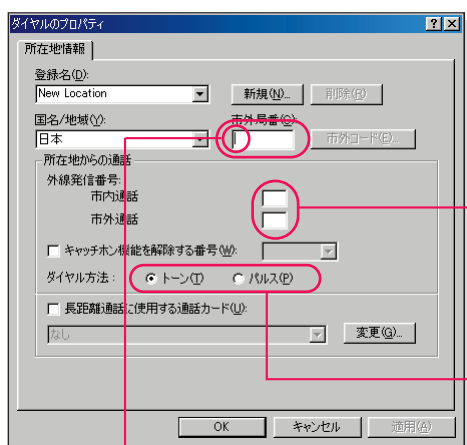 ダイヤルのプロパティ
所在地情報
登録名(D):
New Location
新規(N)...
削除(R)
国名/地域(Y):
市外局番(C):
日本
市外コード(E)...
所在地からの通話
外線発信番号:
市内通話
市外通話
キャッチホン機能を解除する番号(W):
ダイヤル方法:
トーン(T)
パルス(P)
長距離通話に使用する通話カード(U):
なし
変更(G)...
OK
キャンセル
適用(A)